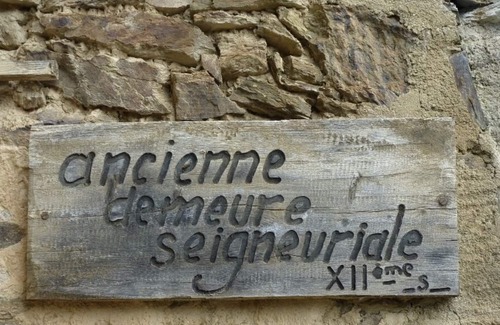 ancienne
demeure
seigneuriale
XIIème s